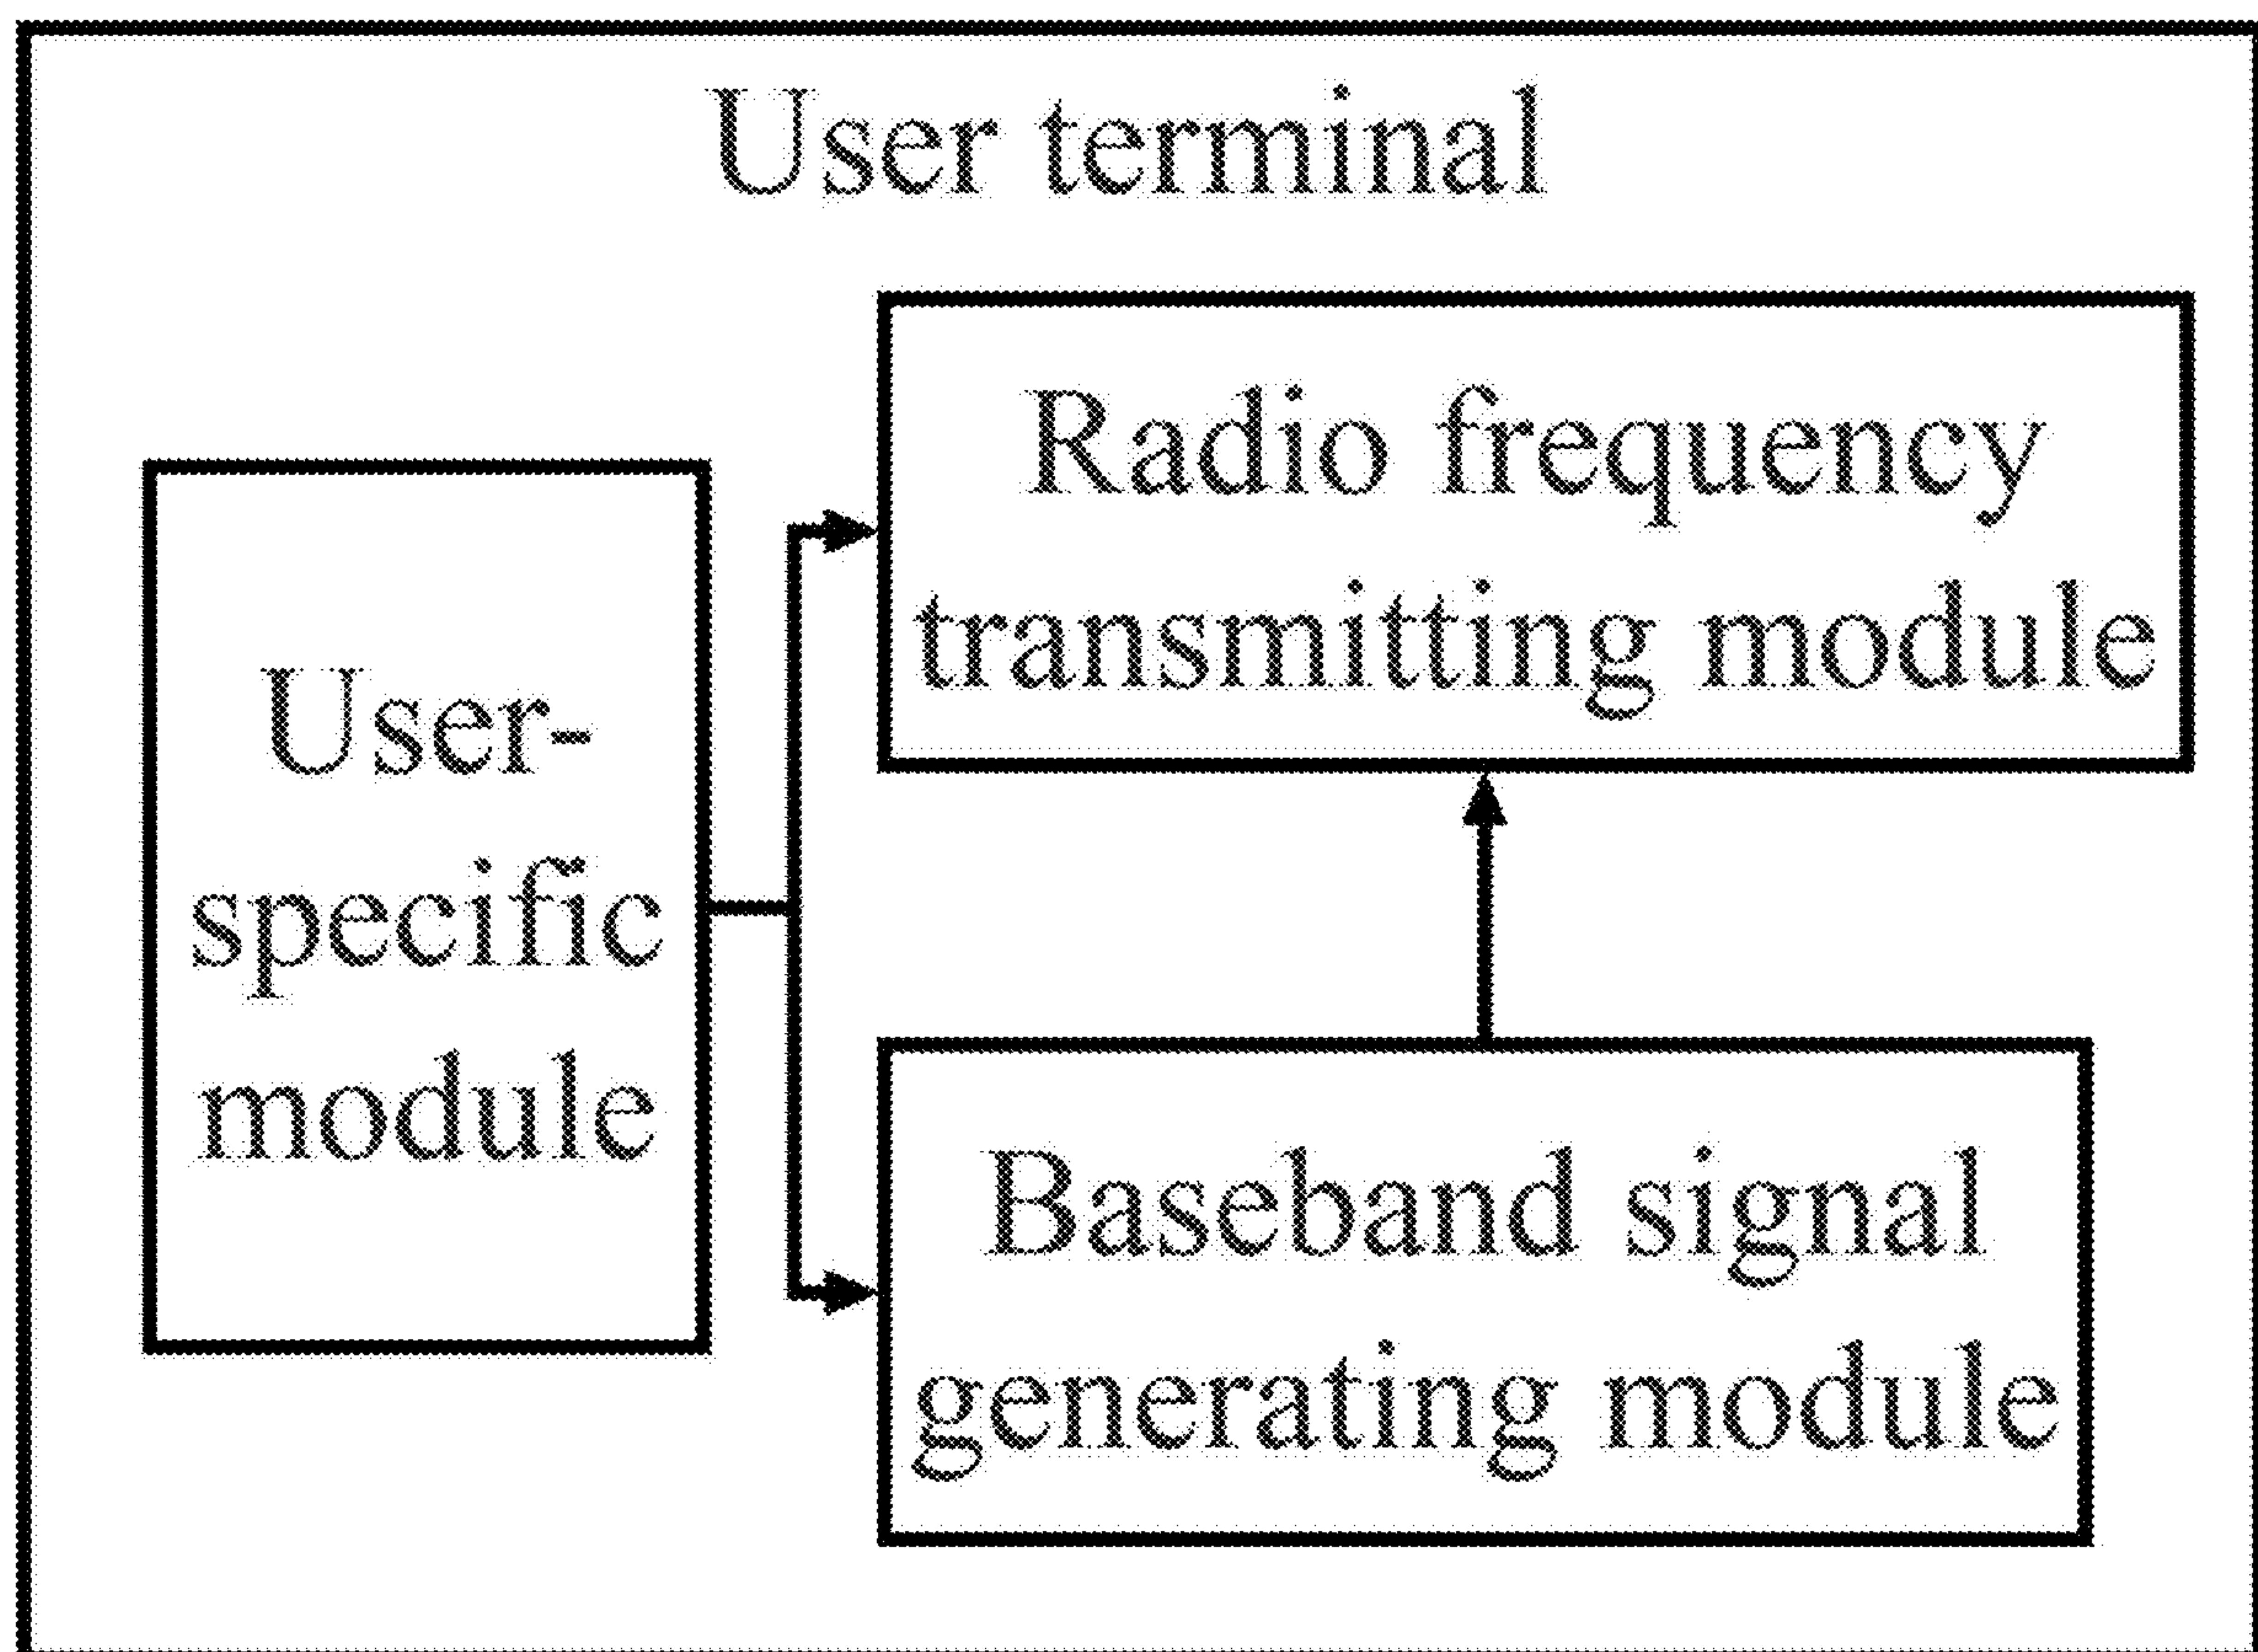 User terminal
Radio frequency
transmitting module
User-
specific
module
Baseband signal
generating module